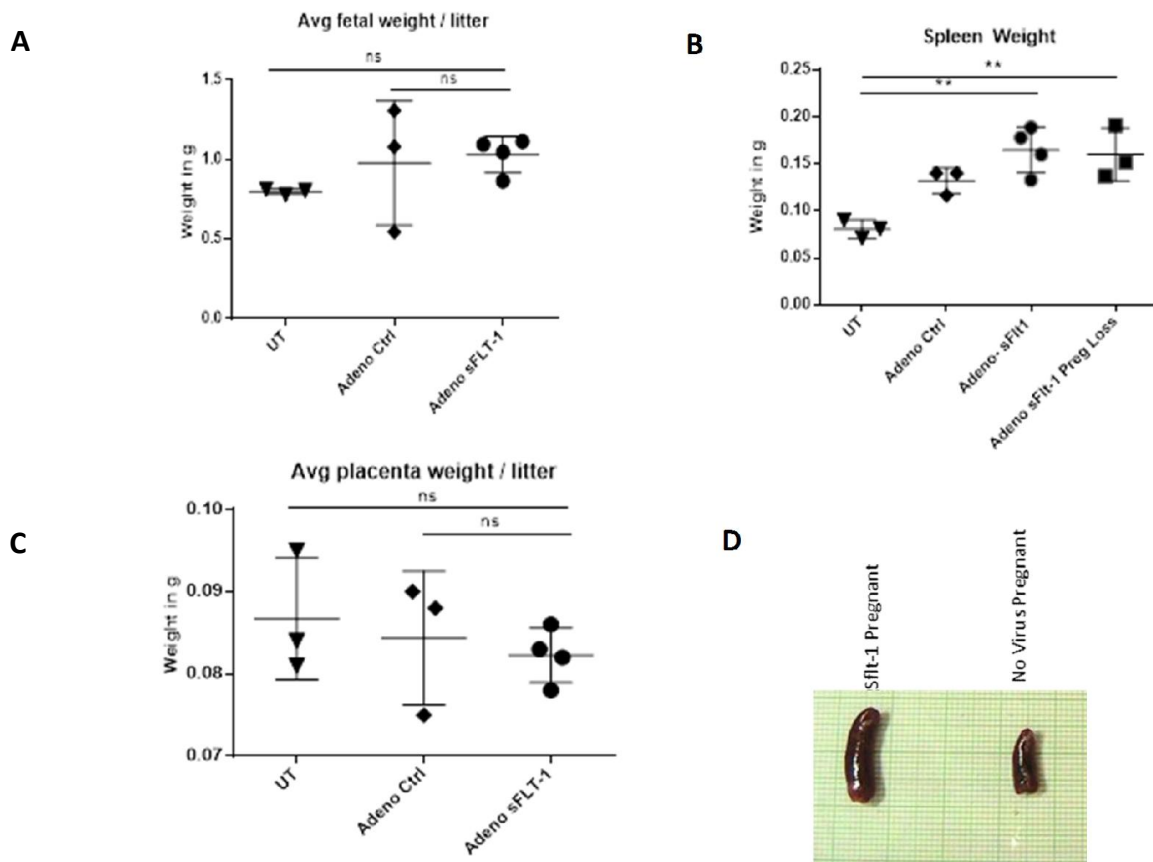 A
Avg fetal weight / litter
ns
ns
1.5
1.0
0.5
0.0
Weight in g
UT
Adeno Ctrl
Adeno sFLT-1
B
Spleen Weight
**
**
0.25
0.20
0.15
0.10
0.05
0.00
Weight in g
UT
Adeno Ctrl
Adeno- sFlt1
Adeno sFlt-1 Preg Loss
C
Avg placenta weight / litter
ns
ns
0.10
0.09
0.08
0.07
Weight in g
UT
Adeno Ctrl
Adeno sFLT-1
D
Sflt-1 Pregnant
No Virus Pregnant